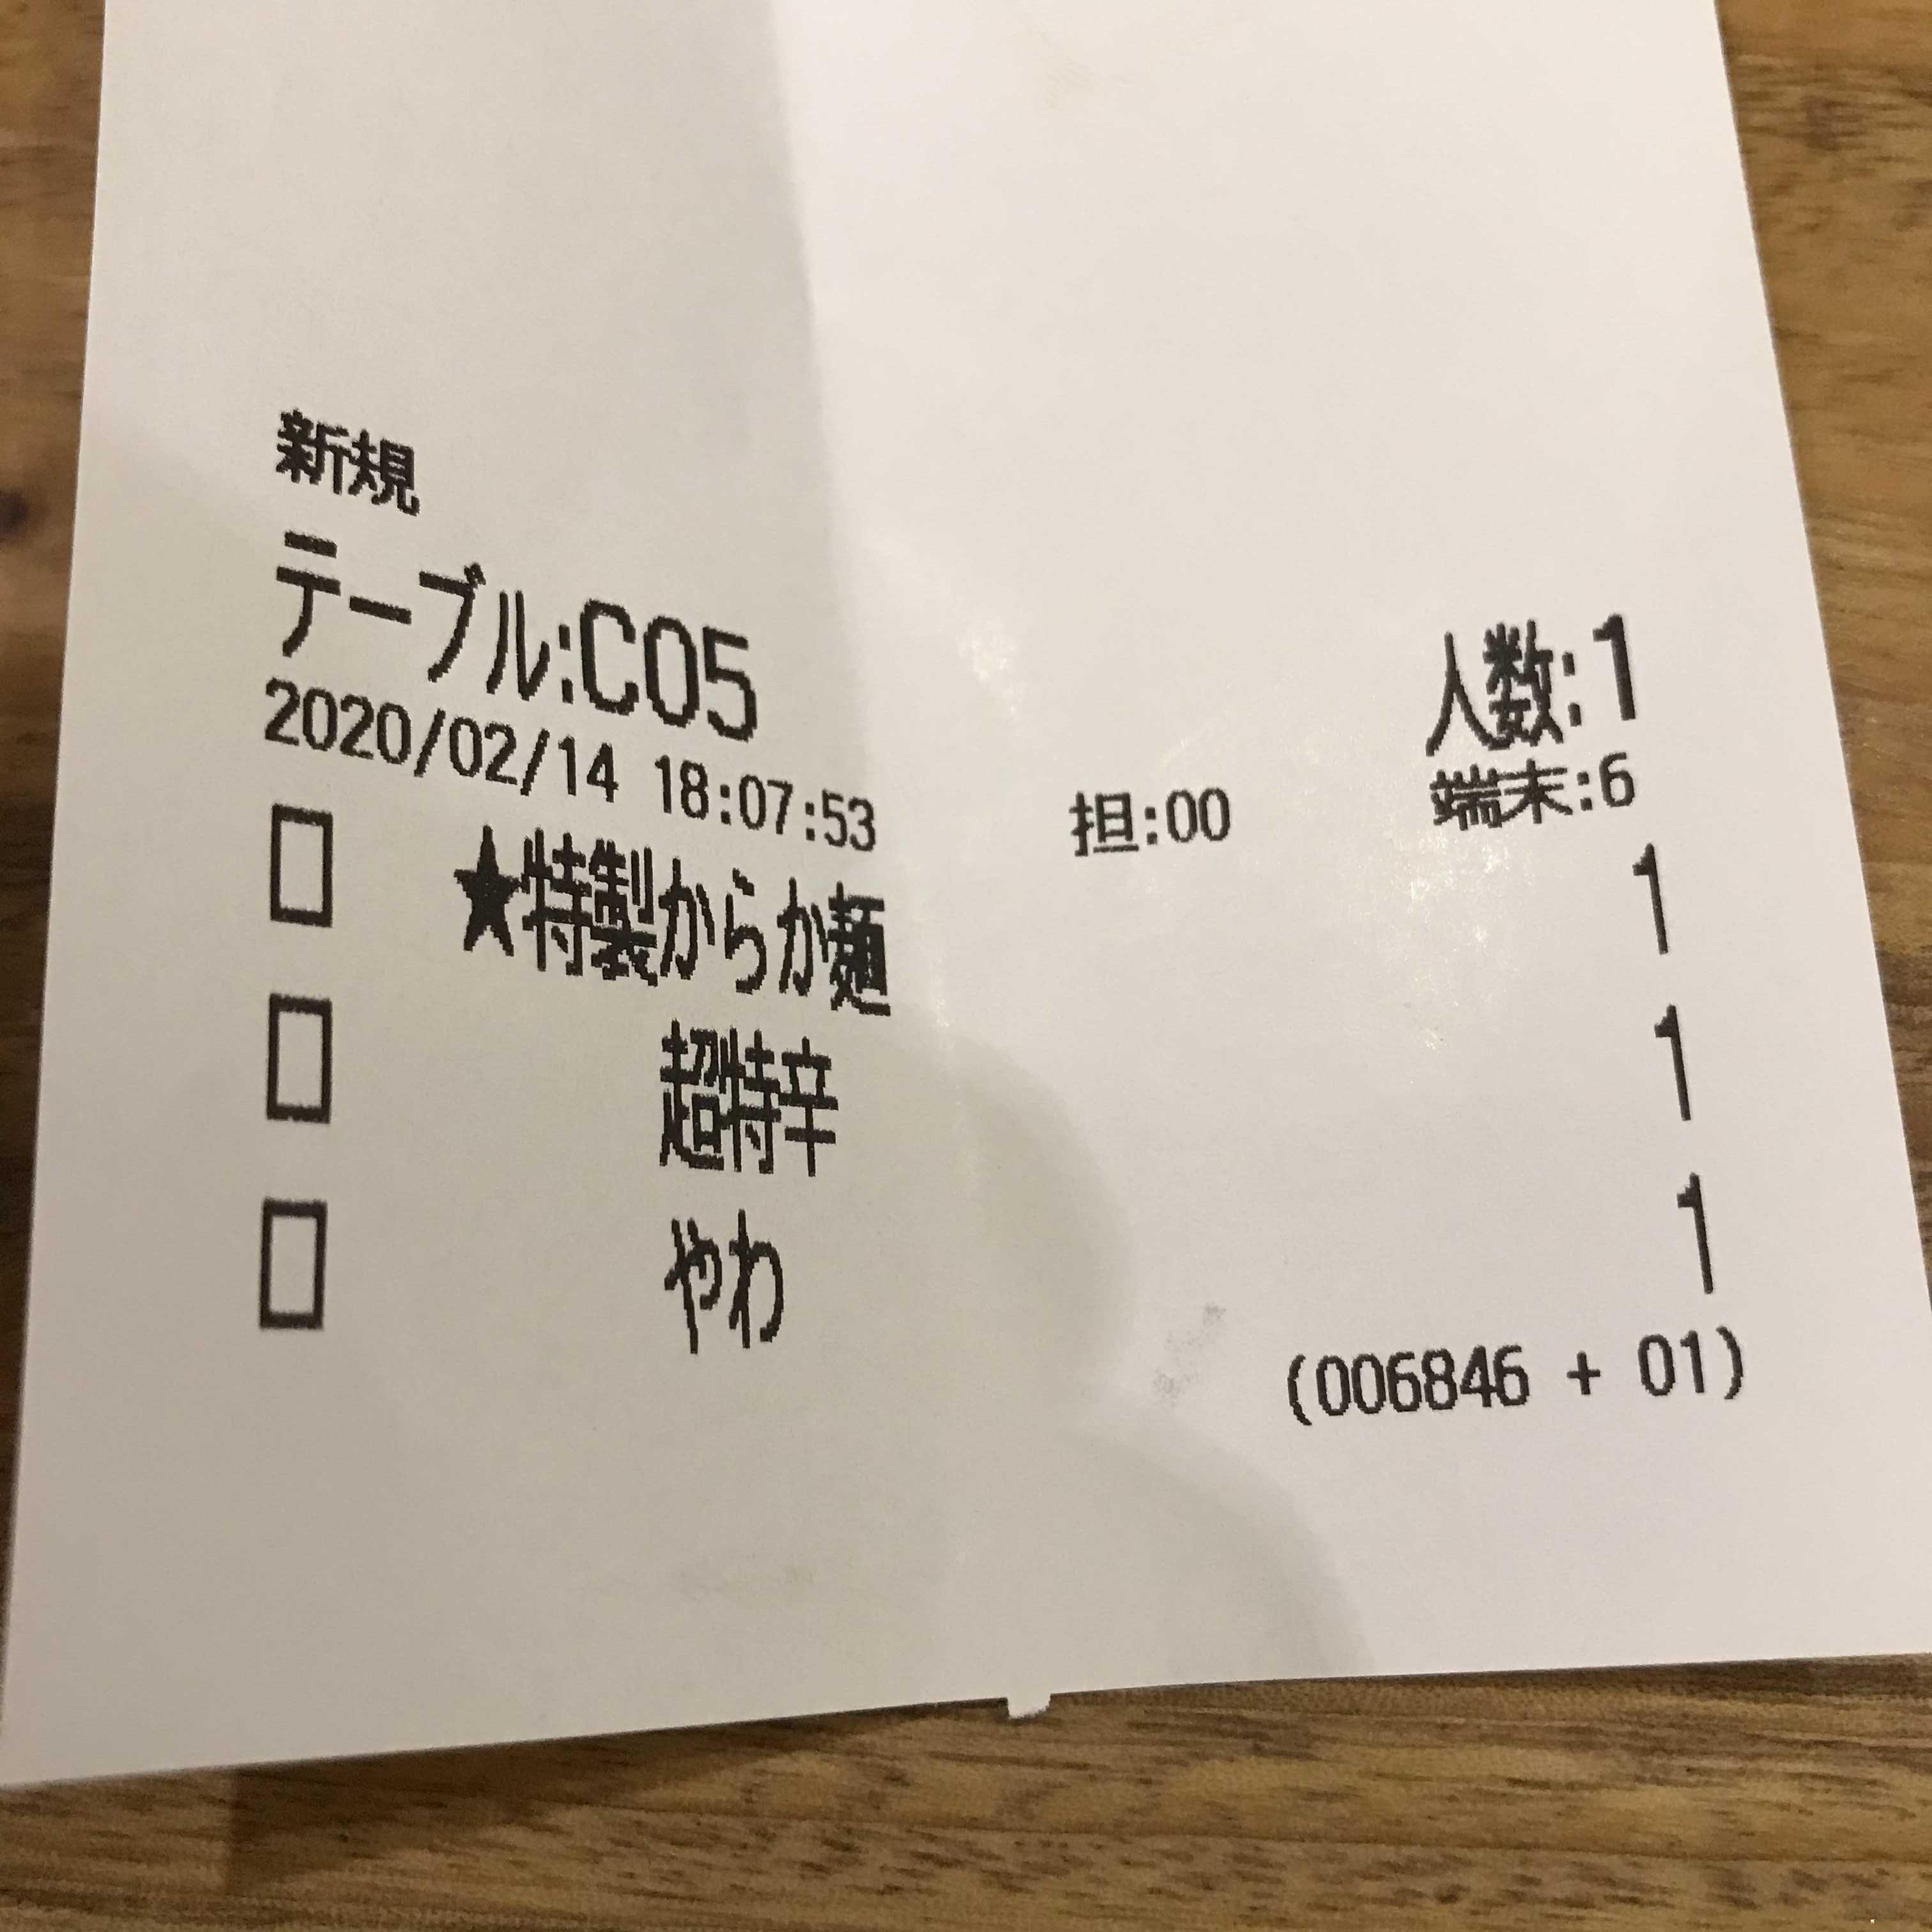 新規
テーブル:C05 人数:1
2020/02/14 18:07:53 担:00 端末:6
□ ★特製からか麺 1
□ 超特辛 1
□ やわ 1
(006846 + 01)